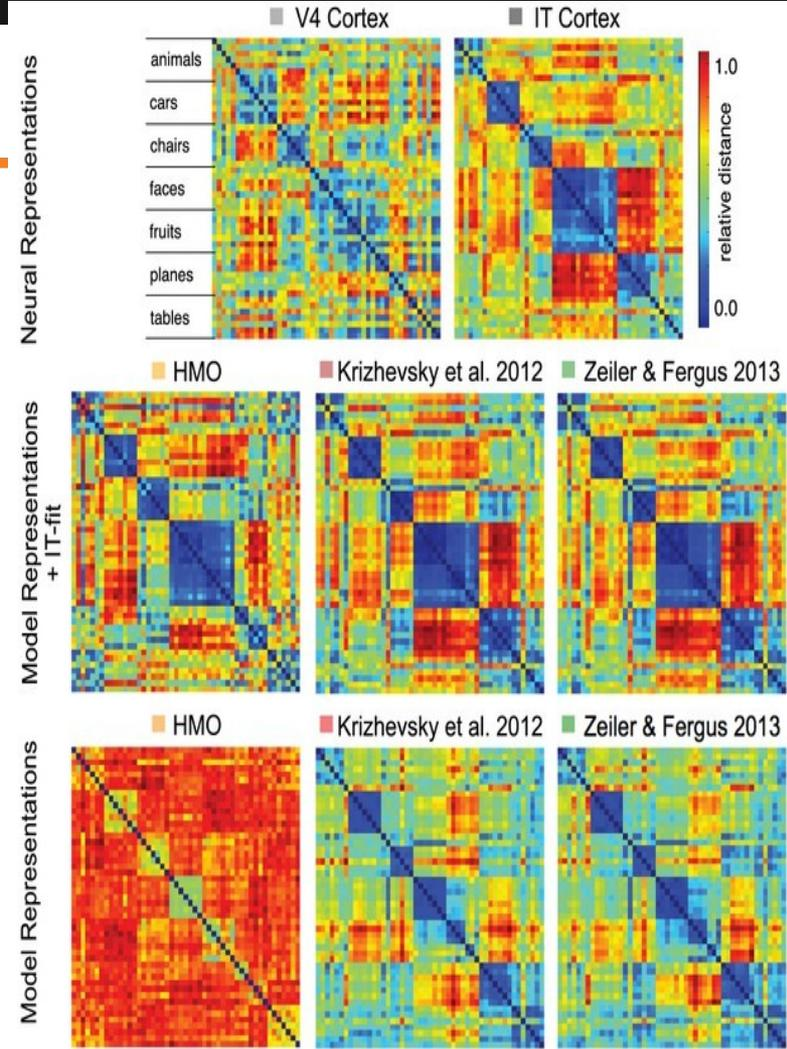 V4 Cortex
IT Cortex
Neural Representations
animals
cars
chairs
faces
fruits
planes
tables
1.0
relative distance
0.0
HMO
Krizhevsky et al. 2012
Zeiler & Fergus 2013
Model Representations
+ IT-fit
HMO
Krizhevsky et al. 2012
Zeiler & Fergus 2013
Model Representations